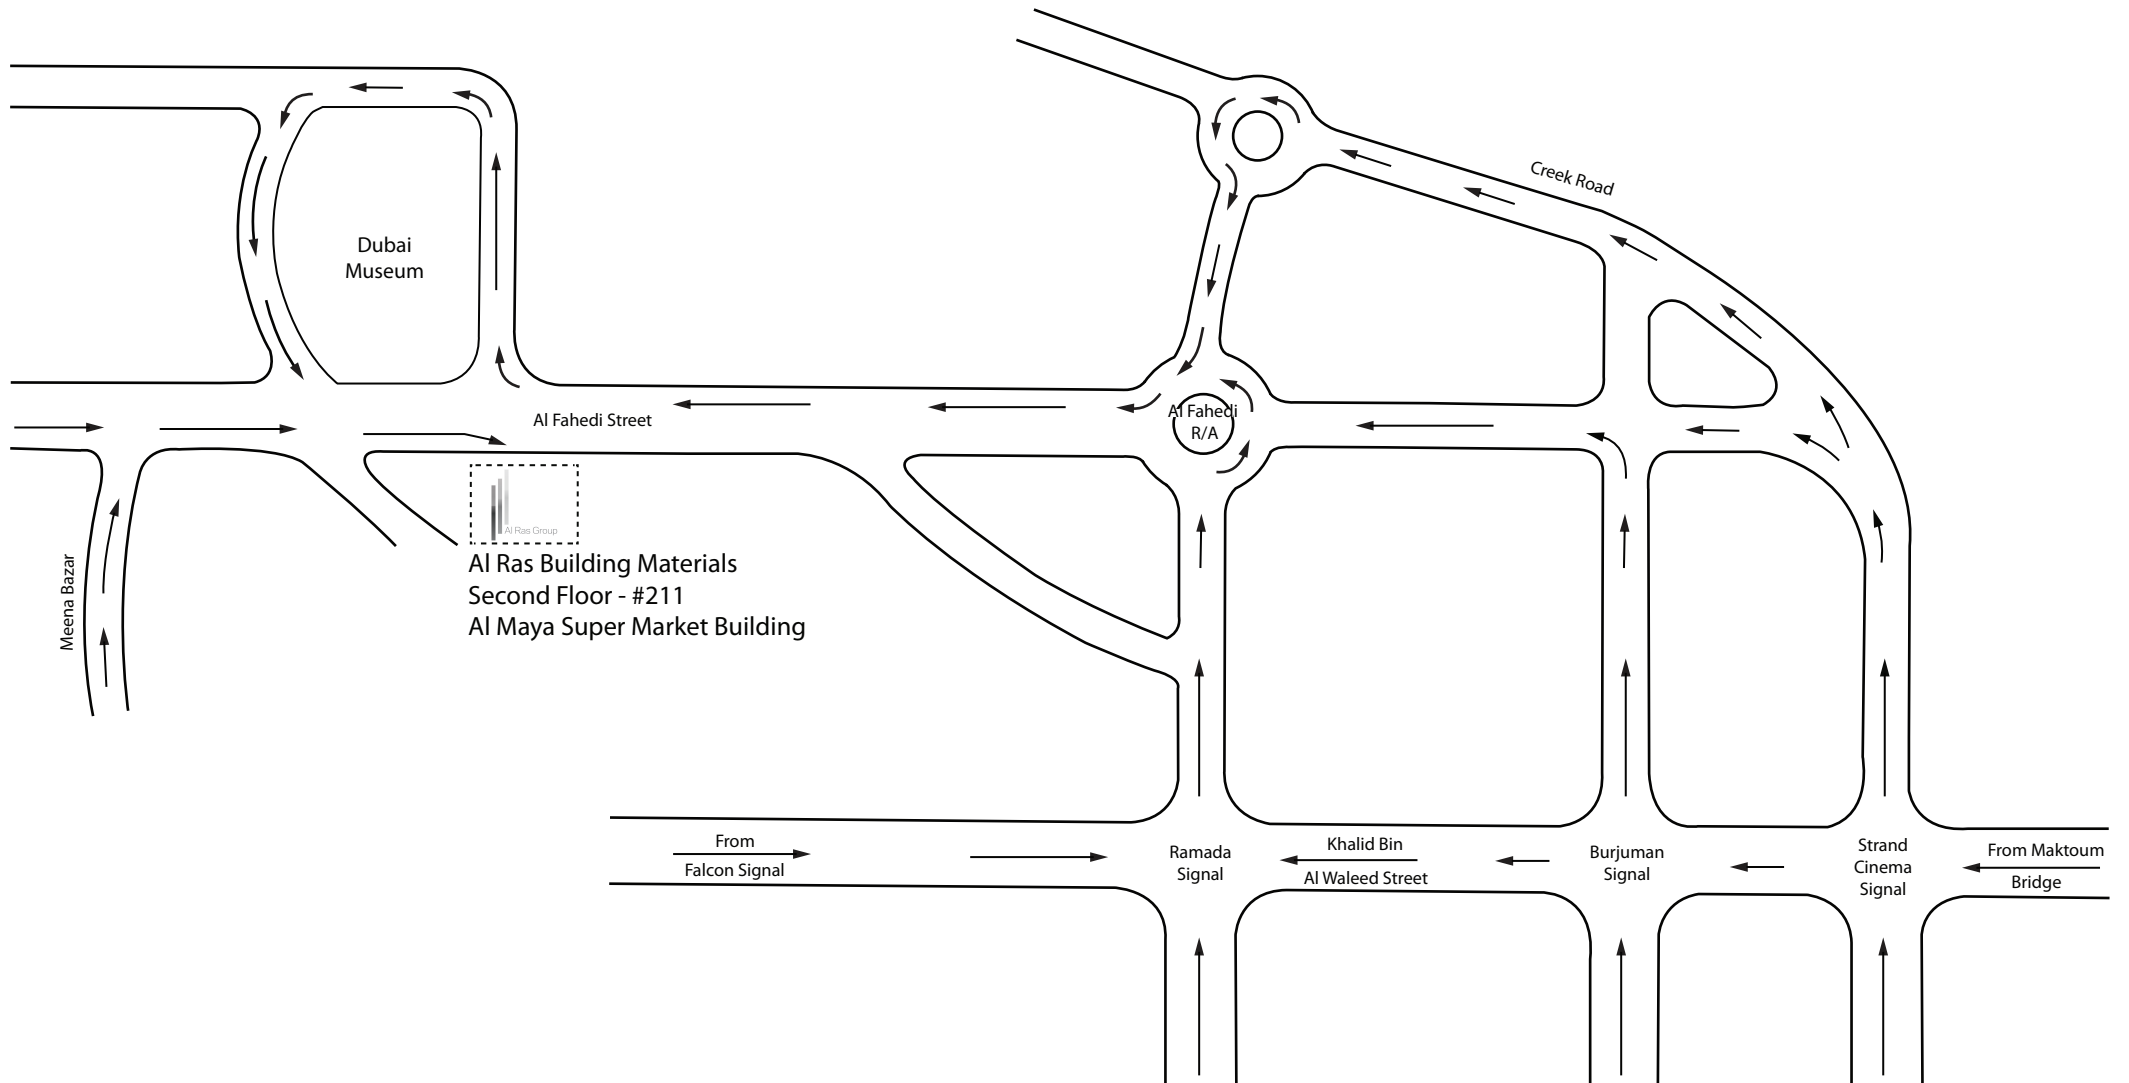 Creek Road
Dubai
Museum
Al Fahedi Street
Al Fahedi
R/A
Al Ras Group
Al Ras Building Materials
Second Floor - #211
Al Maya Super Market Building
Meena Bazar
From
Falcon Signal
Ramada
Signal
Khalid Bin
Al Waleed Street
Burjuman
Signal
Strand
Cinema
Signal
From Maktoum
Bridge